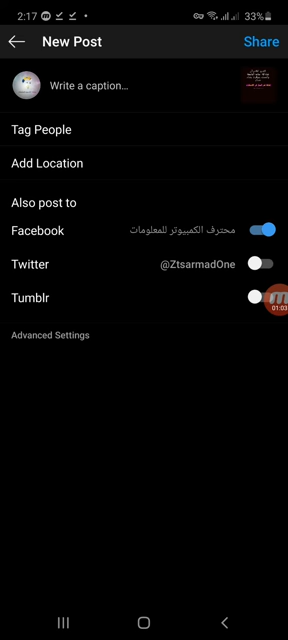 2:17
33%
New Post
Share
Write a caption...
Tag People
Add Location
Also post to
Facebook
محترف الكمبيوتر للمعلومات
Twitter
@ZtsarmadOne
Tumblr
01:03
Advanced Settings